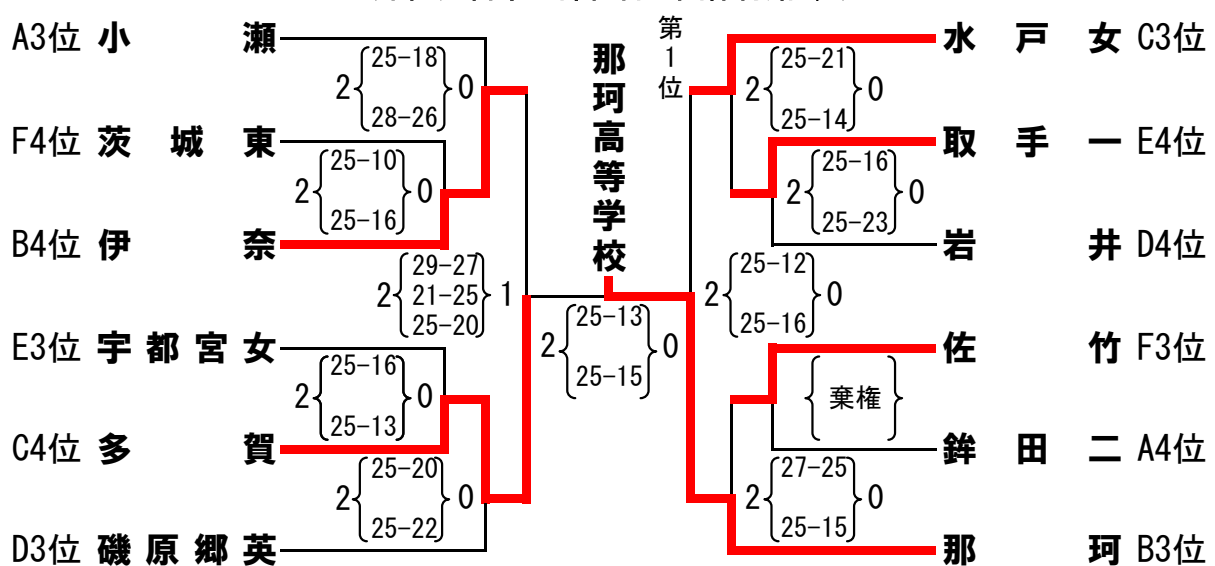 A3位 小瀬
F4位 茨城東
B4位 伊奈
E3位 宇都宮女
C4位 多賀
D3位 磯原郷英
2 25-18 28-26 0
2 25-10 25-16 0
2 29-27 21-25 25-20 1
2 25-16 25-13 0
2 25-20 25-22 0
那珂高等学校
第1位
2 25-13 25-15 0
2 25-21 25-14 0
2 25-16 25-23 0
2 25-12 25-16 0
棄権
2 27-25 25-15 0
水戸女 C3位
取手一 E4位
岩井 D4位
佐竹 F3位
鉾田二 A4位
那珂 B3位